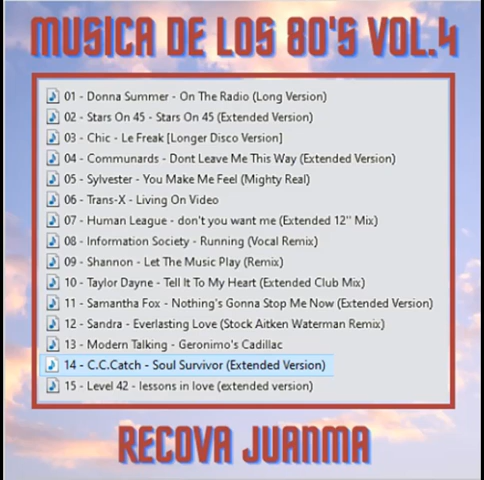 MUSICA DE LOS 80'S VOL.4
01 - Donna Summer - On The Radio (Long Version)
02 - Stars On 45 - Stars On 45 (Extended Version)
03 - Chic - Le Freak [Longer Disco Version]
04 - Communards - Dont Leave Me This Way (Extended Version)
05 - Sylvester - You Make Me Feel (Mighty Real)
06 - Trans-X - Living On Video
07 - Human League - don't you want me (Extended 12'' Mix)
08 - Information Society - Running (Vocal Remix)
09 - Shannon - Let The Music Play (Remix)
10 - Taylor Dayne - Tell It To My Heart (Extended Club Mix)
11 - Samantha Fox - Nothing's Gonna Stop Me Now (Extended Version)
12 - Sandra - Everlasting Love (Stock Aitken Waterman Remix)
13 - Modern Talking - Geronimo's Cadillac
14 - C.C.Catch - Soul Survivor (Extended Version)
15 - Level 42 - lessons in love (extended version)
RECOVA JUANMA